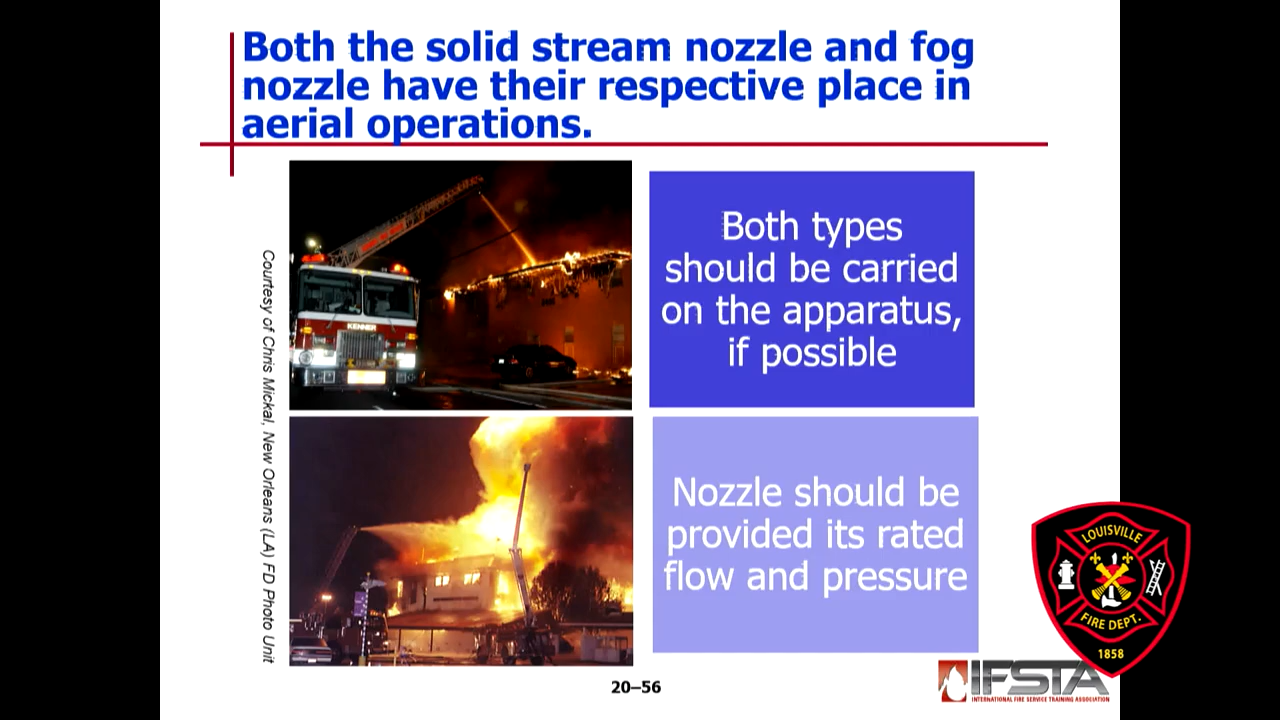 Both the solid stream nozzle and fog
nozzle have their respective place in
aerial operations.
Courtesy of Chris Mickal, New Orleans (LA) FD Photo Unit
KENNER
Both types
should be carried
on the apparatus,
if possible
Nozzle should be
provided its rated
flow and pressure
20–56
IFSTA
INTERNATIONAL FIRE SERVICE TRAINING ASSOCIATION
LOUISVILLE
FIRE DEPT.
1858